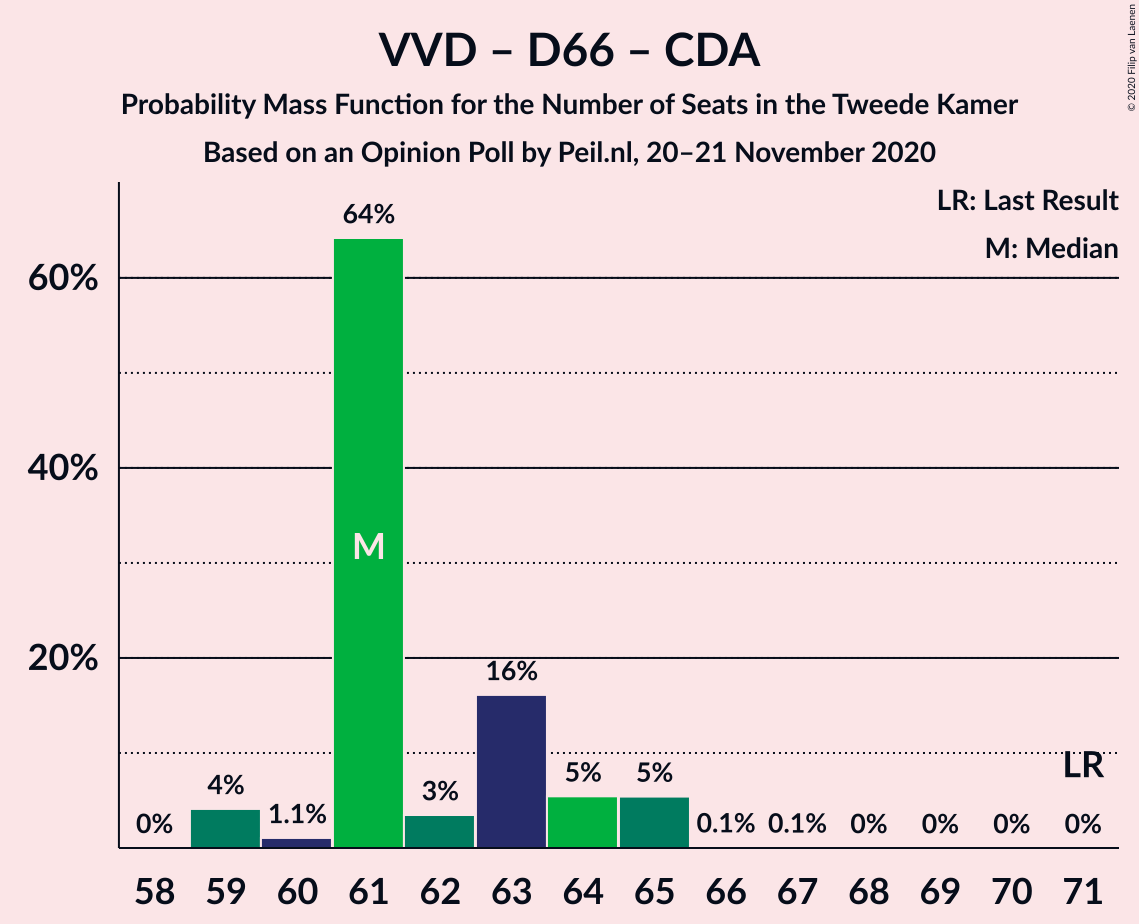 VVD – D66 – CDA
Probability Mass Function for the Number of Seats in the Tweede Kamer
Based on an Opinion Poll by Peil.nl, 20–21 November 2020
© 2020 Filip van Laenen
LR: Last Result
M: Median
60%
40%
20%
0%
4%
1.1%
64%
M
3%
16%
5%
5%
0.1%
0.1%
0%
0%
0%
LR
0%
58 59 60 61 62 63 64 65 66 67 68 69 70 71